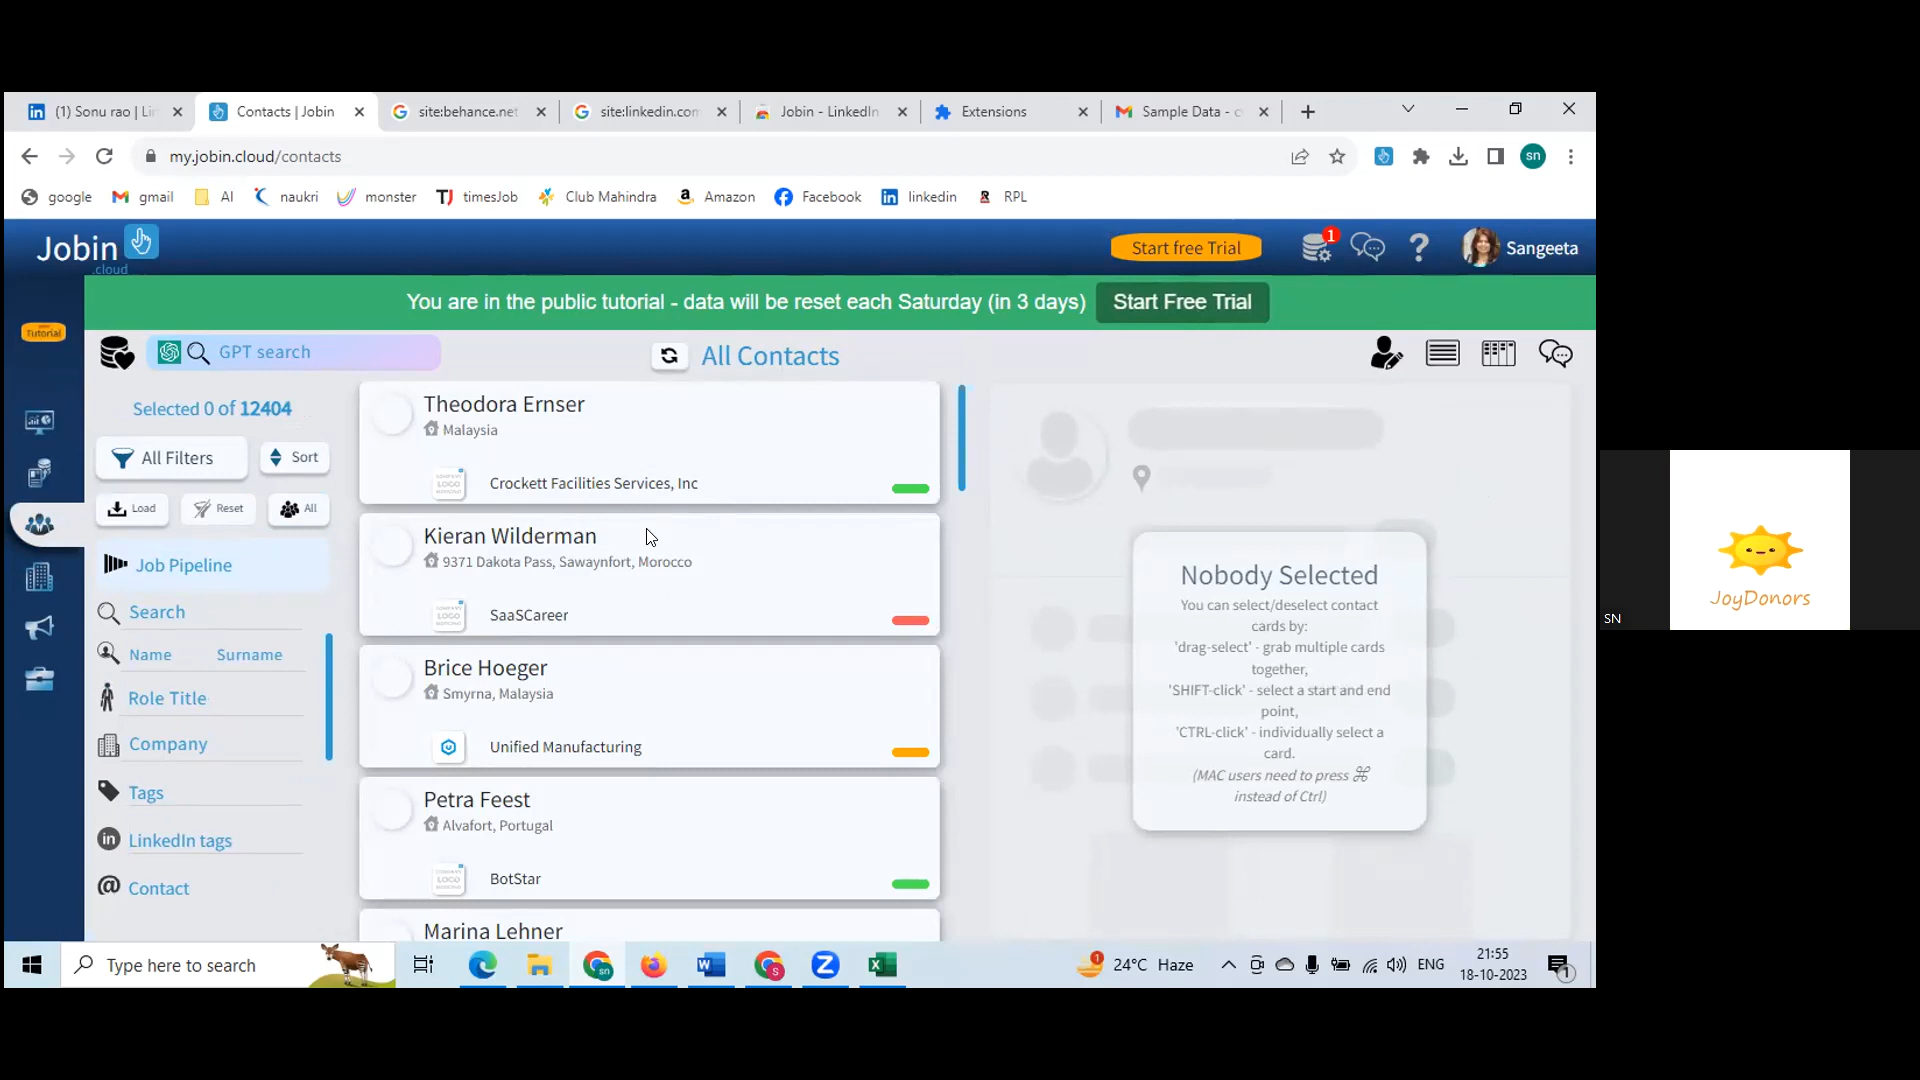 (1) Sonu rao | Lin
Contacts | Jobin
site:behance.net
site:linkedin.com
Jobin - LinkedIn
Extensions
Sample Data - c
my.jobin.cloud/contacts
sn
google
gmail
AI
naukri
monster
TJ timesJob
Club Mahindra
Amazon
Facebook
linkedin
RPL
Jobin
.cloud
Start free Trial
1
?
Sangeeta
You are in the public tutorial - data will be reset each Saturday (in 3 days)
Start Free Trial
Tutorial
GPT search
All Contacts
Selected 0 of 12404
All Filters
Sort
Load
Reset
All
Job Pipeline
Search
Name
Surname
Role Title
Company
Tags
LinkedIn tags
Contact
Theodora Ernser
Malaysia
Crockett Facilities Services, Inc
Kieran Wilderman
9371 Dakota Pass, Sawaynfort, Morocco
SaaSCareer
Brice Hoeger
Smyrna, Malaysia
Unified Manufacturing
Petra Feest
Alvafort, Portugal
BotStar
Marina Lehner
Nobody Selected
You can select/deselect contact
cards by:
'drag-select' - grab multiple cards
together,
'SHIFT-click' - select a start and end
point,
'CTRL-click' - individually select a
card.
(MAC users need to press ⌘
instead of Ctrl)
Type here to search
24°C Haze
ENG
21:55
18-10-2023
1
SN
JoyDonors